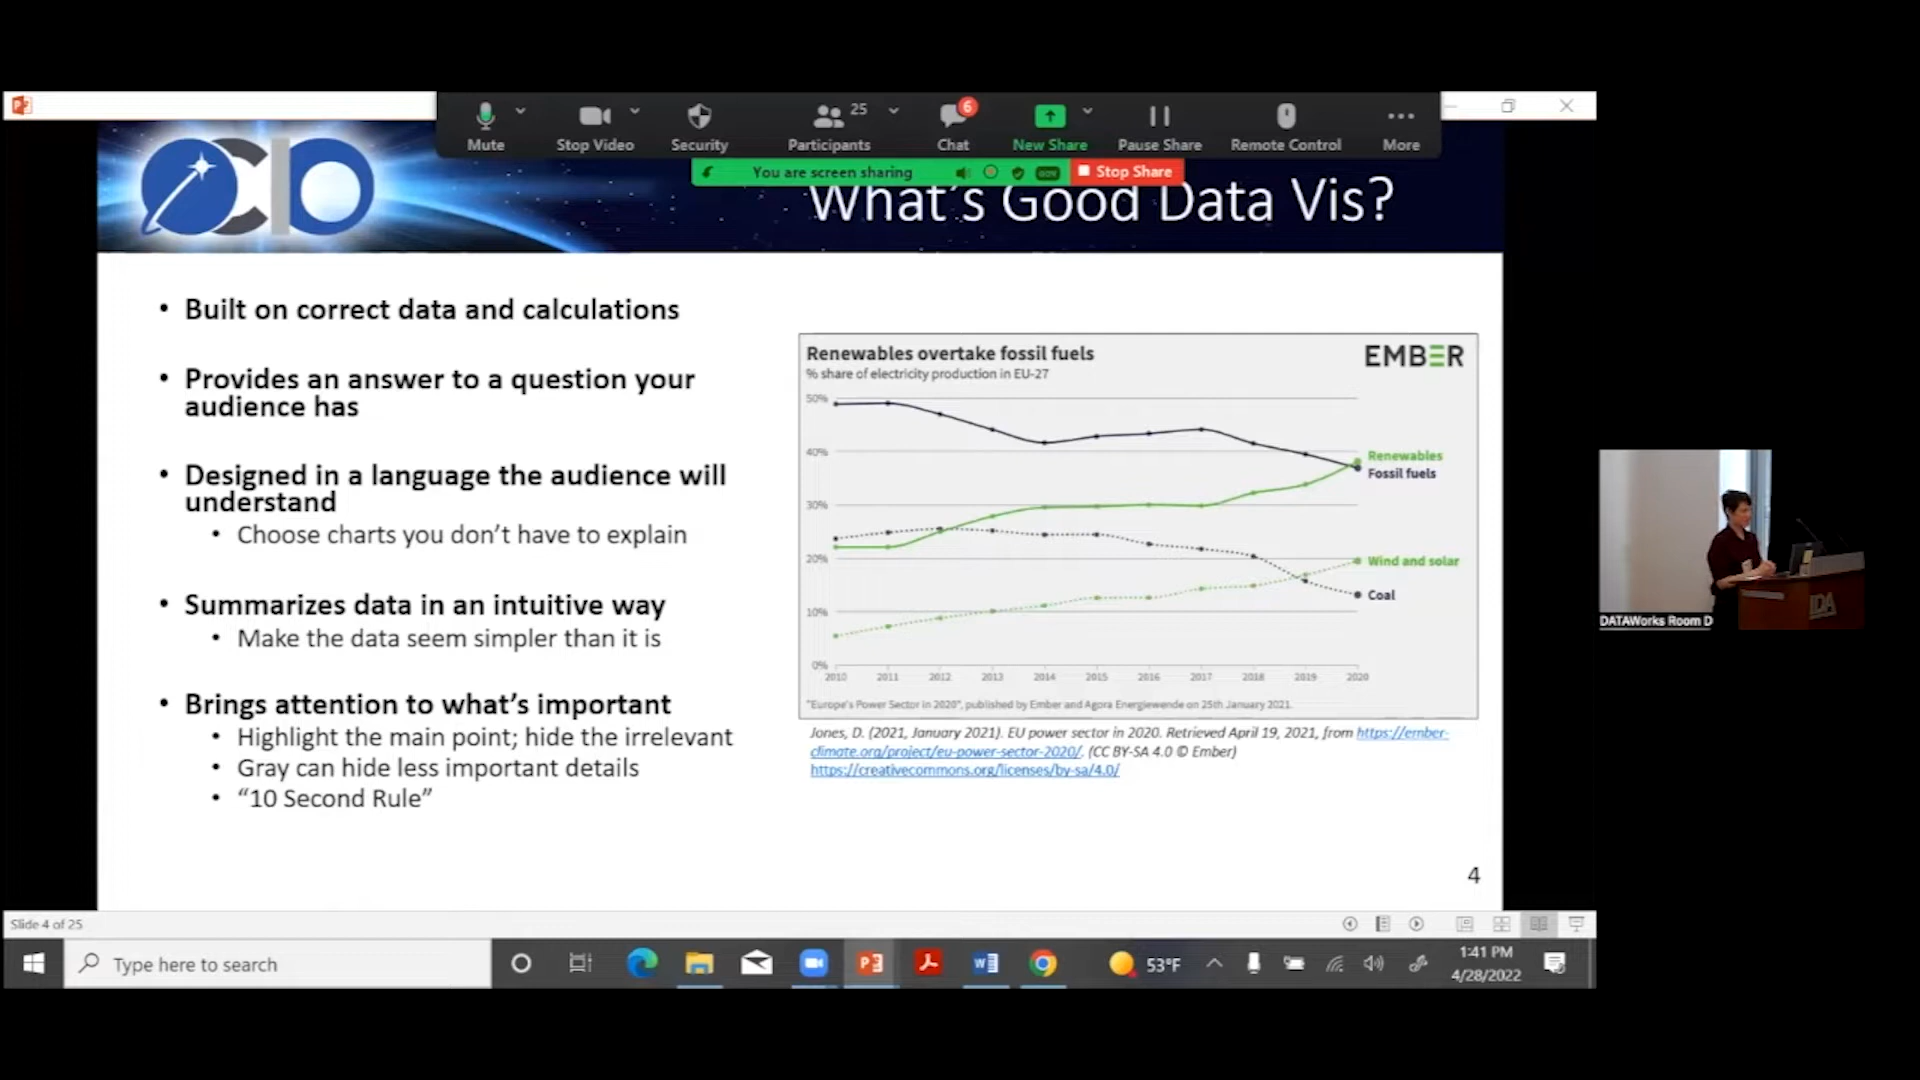 Mute
Stop Video
Security
25
Participants
6
Chat
New Share
Pause Share
Remote Control
More
You are screen sharing
Stop Share
What's Good Data Vis?
• Built on correct data and calculations
• Provides an answer to a question your
audience has
• Designed in a language the audience will
understand
• Choose charts you don't have to explain
• Summarizes data in an intuitive way
• Make the data seem simpler than it is
• Brings attention to what's important
• Highlight the main point; hide the irrelevant
• Gray can hide less important details
• "10 Second Rule"
Renewables overtake fossil fuels
EMBER
% share of electricity production in EU-27
50%
40%
30%
20%
10%
0%
Renewables
Fossil fuels
Wind and solar
Coal
2010 2011 2012 2013 2014 2015 2016 2017 2018 2019 2020
"Europe's Power Sector in 2020", published by Ember and Agora Energiewende on 25th January 2021.
Jones, D. (2021, January 2021). EU power sector in 2020. Retrieved April 19, 2021, from https://ember-
climate.org/project/eu-power-sector-2020/. (CC BY-SA 4.0 © Ember)
https://creativecommons.org/licenses/by-sa/4.0/
4
IDA
DATAWorks Room D
Slide 4 of 25
Type here to search
53°F
1:41 PM
4/28/2022